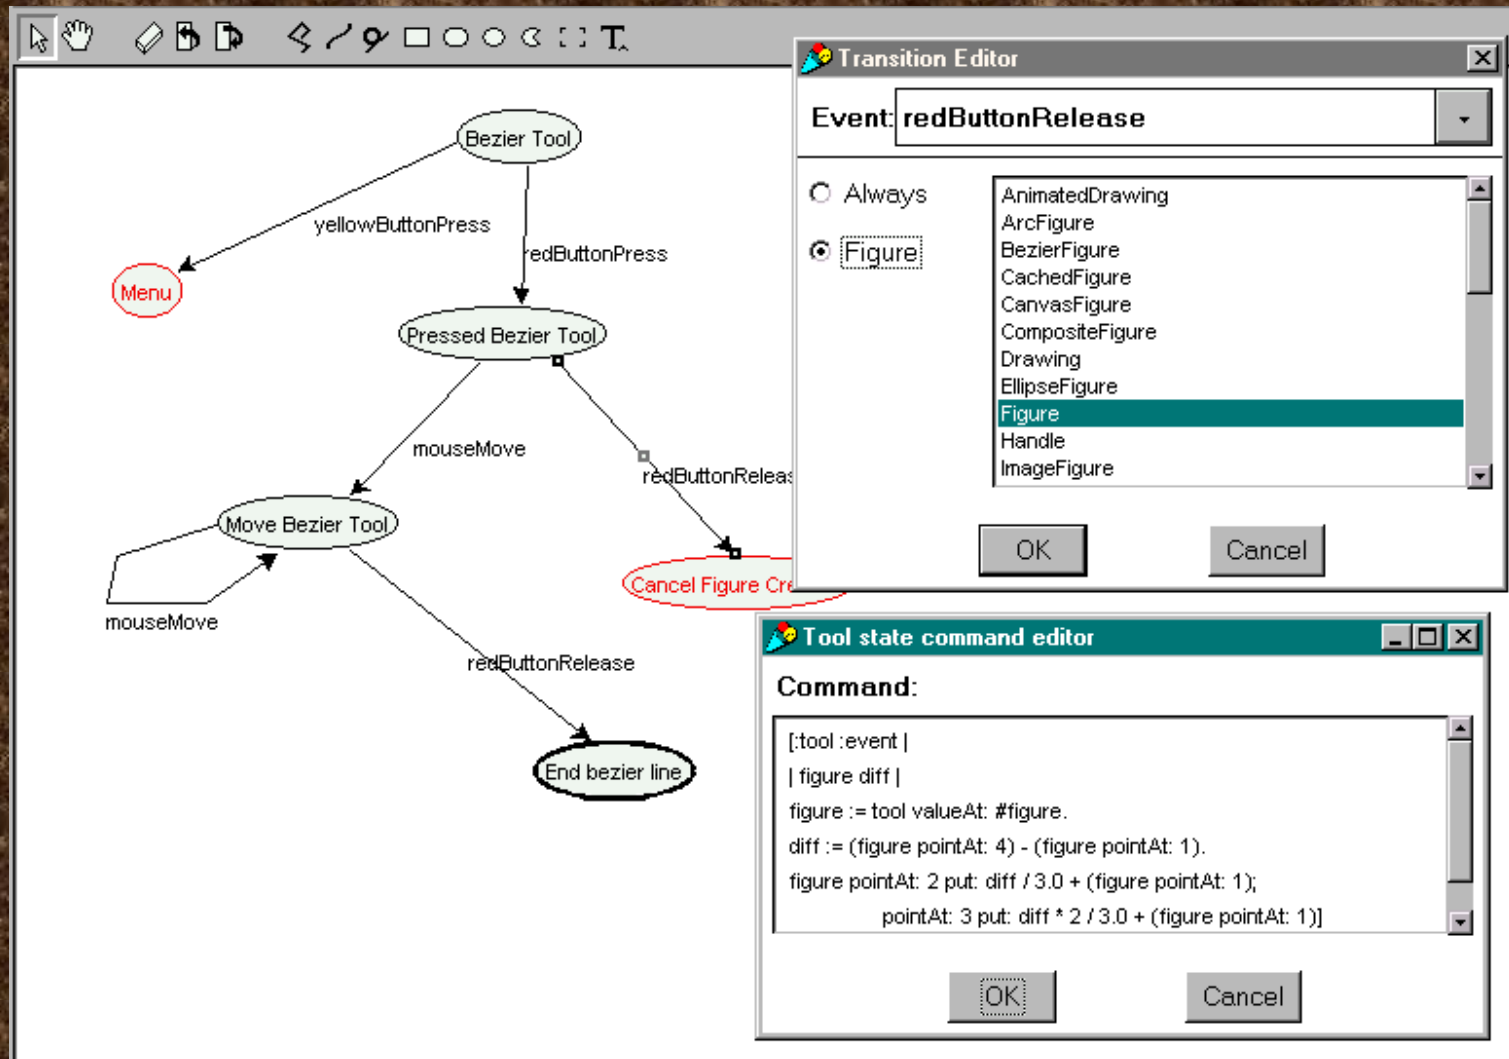 Transition Editor
Event: redButtonRelease
Always
Figure
AnimatedDrawing
ArcFigure
BezierFigure
CachedFigure
CanvasFigure
CompositeFigure
Drawing
EllipseFigure
Figure
Handle
ImageFigure
OK
Cancel
Bezier Tool
yellowButtonPress
redButtonPress
Menu
Pressed Bezier Tool
mouseMove
redButtonReleas
Move Bezier Tool
Cancel Figure Cre
mouseMove
redButtonRelease
End bezier line
Tool state command editor
Command:
[:tool :event |
| figure diff |
figure := tool valueAt: #figure.
diff := (figure pointAt: 4) - (figure pointAt: 1).
figure pointAt: 2 put: diff / 3.0 + (figure pointAt: 1);
pointAt: 3 put: diff * 2 / 3.0 + (figure pointAt: 1)]
OK
Cancel